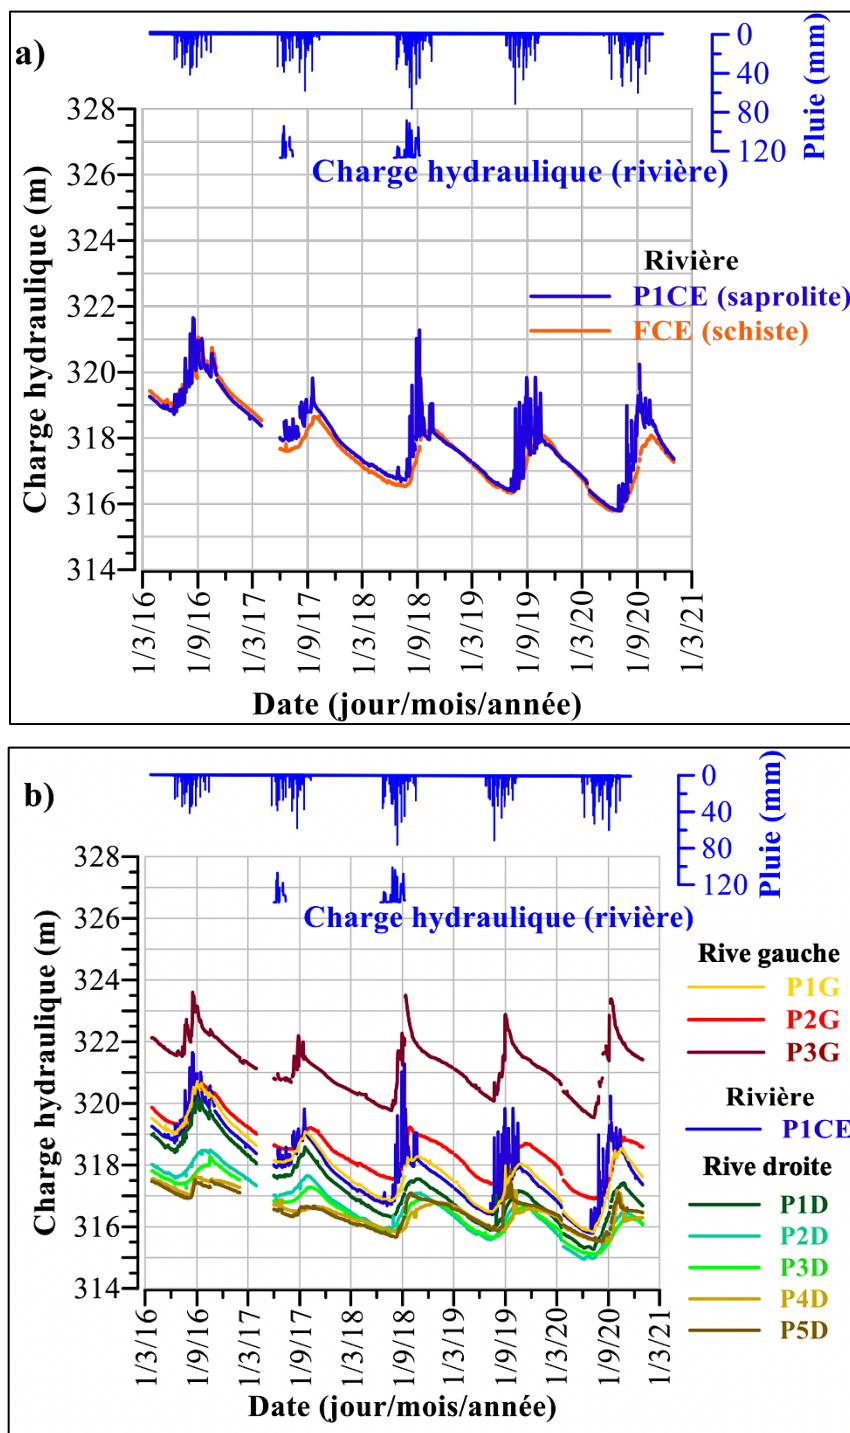 a)
0
40
80
120
Pluie (mm)
Charge hydraulique (rivière)
328
326
324
322
320
318
316
314
Charge hydraulique (m)
Rivière
P1CE (saprolite)
FCE (schiste)
1/3/16
1/9/16
1/3/17
1/9/17
1/3/18
1/9/18
1/3/19
1/9/19
1/3/20
1/9/20
1/3/21
Date (jour/mois/année)
b)
0
40
80
120
Pluie (mm)
Charge hydraulique (rivière)
328
326
324
322
320
318
316
314
Charge hydraulique (m)
Rive gauche
P1G
P2G
P3G
Rivière
P1CE
Rive droite
P1D
P2D
P3D
P4D
P5D
1/3/16
1/9/16
1/3/17
1/9/17
1/3/18
1/9/18
1/3/19
1/9/19
1/3/20
1/9/20
1/3/21
Date (jour/mois/année)